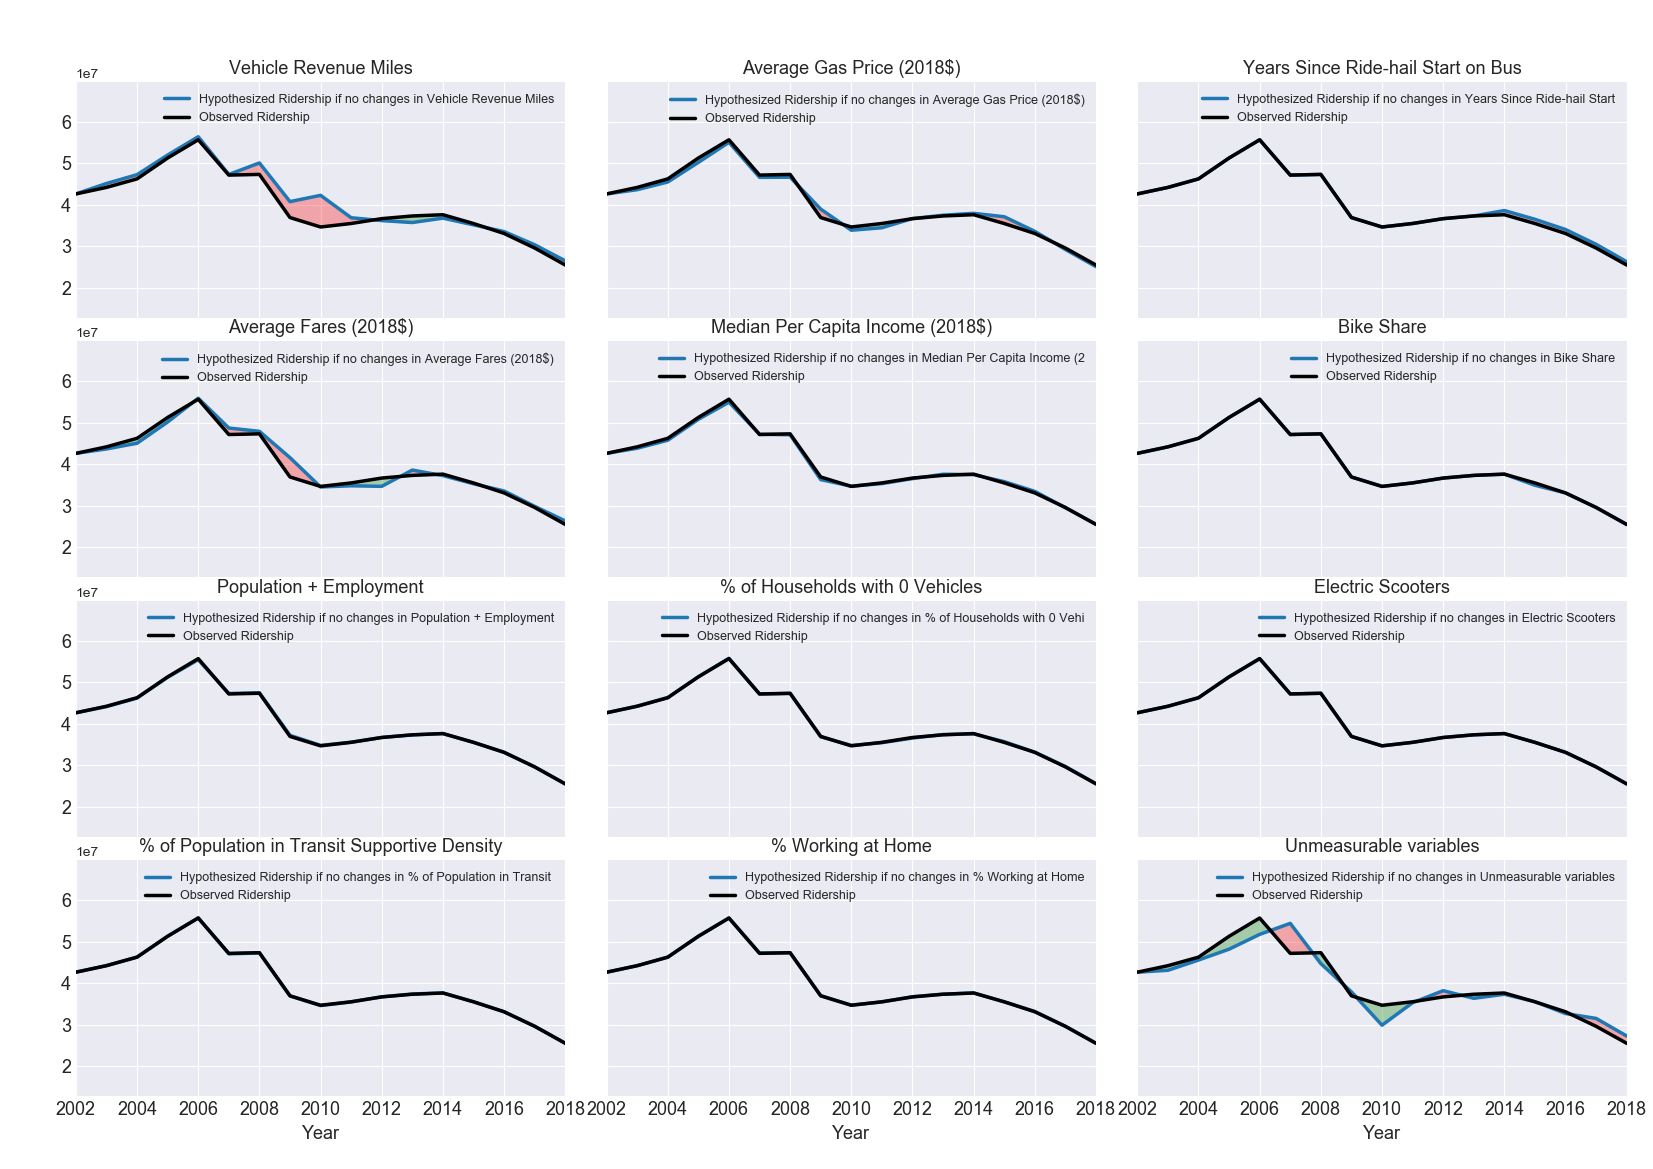 Vehicle Revenue Miles
1e7
Hypothesized Ridership if no changes in Vehicle Revenue Miles
Observed Ridership
6
5
4
3
2
Average Gas Price (2018$)
Hypothesized Ridership if no changes in Average Gas Price (2018$)
Observed Ridership
Years Since Ride-hail Start on Bus
Hypothesized Ridership if no changes in Years Since Ride-hail Start
Observed Ridership
Average Fares (2018$)
1e7
Hypothesized Ridership if no changes in Average Fares (2018$)
Observed Ridership
6
5
4
3
2
Median Per Capita Income (2018$)
Hypothesized Ridership if no changes in Median Per Capita Income (2
Observed Ridership
Bike Share
Hypothesized Ridership if no changes in Bike Share
Observed Ridership
Population + Employment
1e7
Hypothesized Ridership if no changes in Population + Employment
Observed Ridership
6
5
4
3
2
% of Households with 0 Vehicles
Hypothesized Ridership if no changes in % of Households with 0 Vehi
Observed Ridership
Electric Scooters
Hypothesized Ridership if no changes in Electric Scooters
Observed Ridership
% of Population in Transit Supportive Density
1e7
Hypothesized Ridership if no changes in % of Population in Transit
Observed Ridership
6
5
4
3
2
2002 2004 2006 2008 2010 2012 2014 2016 2018
Year
% Working at Home
Hypothesized Ridership if no changes in % Working at Home
Observed Ridership
2002 2004 2006 2008 2010 2012 2014 2016 2018
Year
Unmeasurable variables
Hypothesized Ridership if no changes in Unmeasurable variables
Observed Ridership
2002 2004 2006 2008 2010 2012 2014 2016 2018
Year